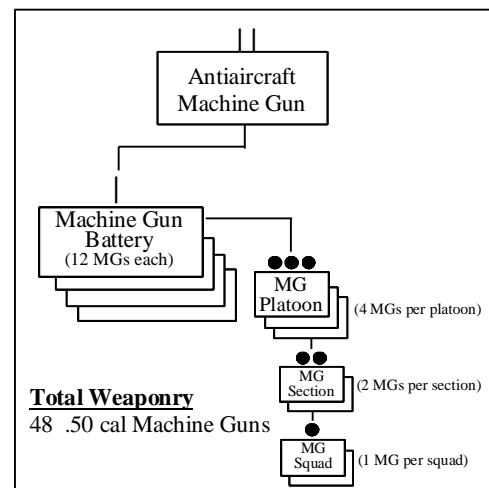 Antiaircraft
Machine Gun
Machine Gun
Battery
(12 MGs each)
MG
Platoon
(4 MGs per platoon)
MG
Section
(2 MGs per section)
Total Weaponry
48 .50 cal Machine Guns
MG
Squad
(1 MG per squad)